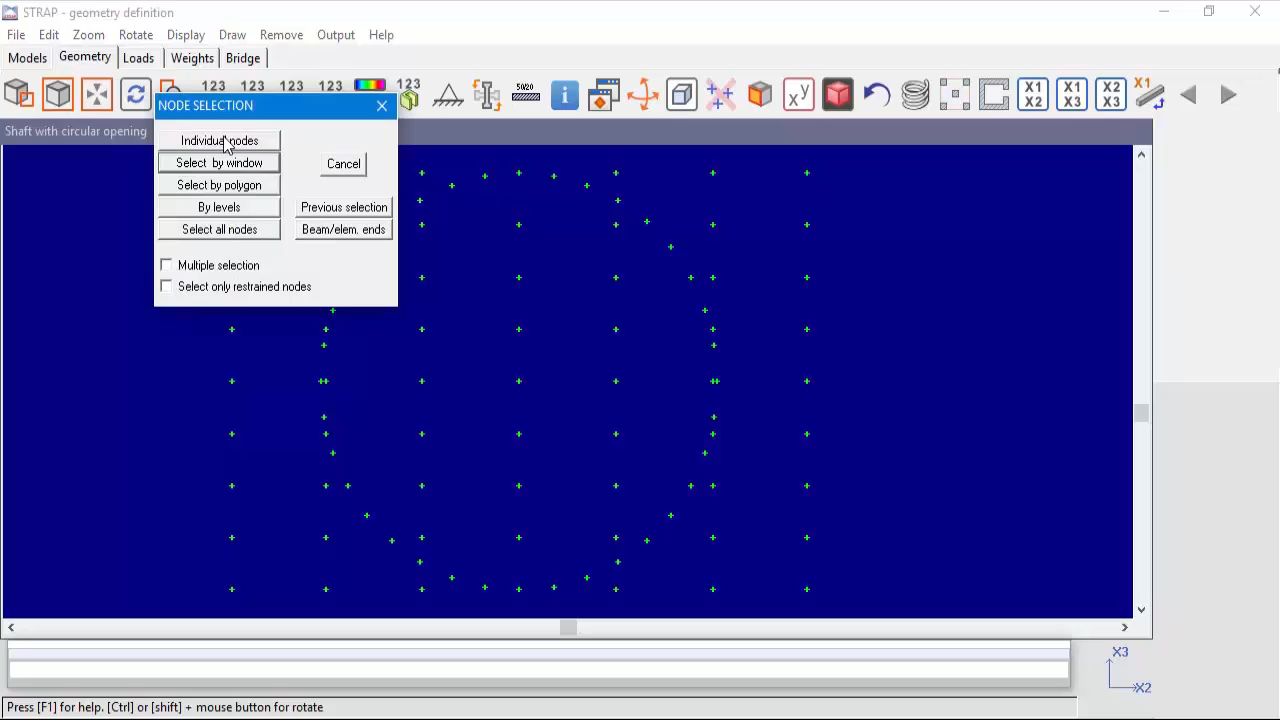 STRAP - geometry definition
File Edit Zoom Rotate Display Draw Remove Output Help
Models Geometry Loads Weights Bridge
123 123 123 123 123 5020 i x y X1 X2 X1 X3 X2 X3 X1
NODE SELECTION
Shaft with circular opening
Individual nodes
Select by window
Cancel
Select by polygon
By levels
Previous selection
Select all nodes
Beam/elem. ends
Multiple selection
Select only restrained nodes
X3
X2
Press [F1] for help. [Ctrl] or [shift] + mouse button for rotate